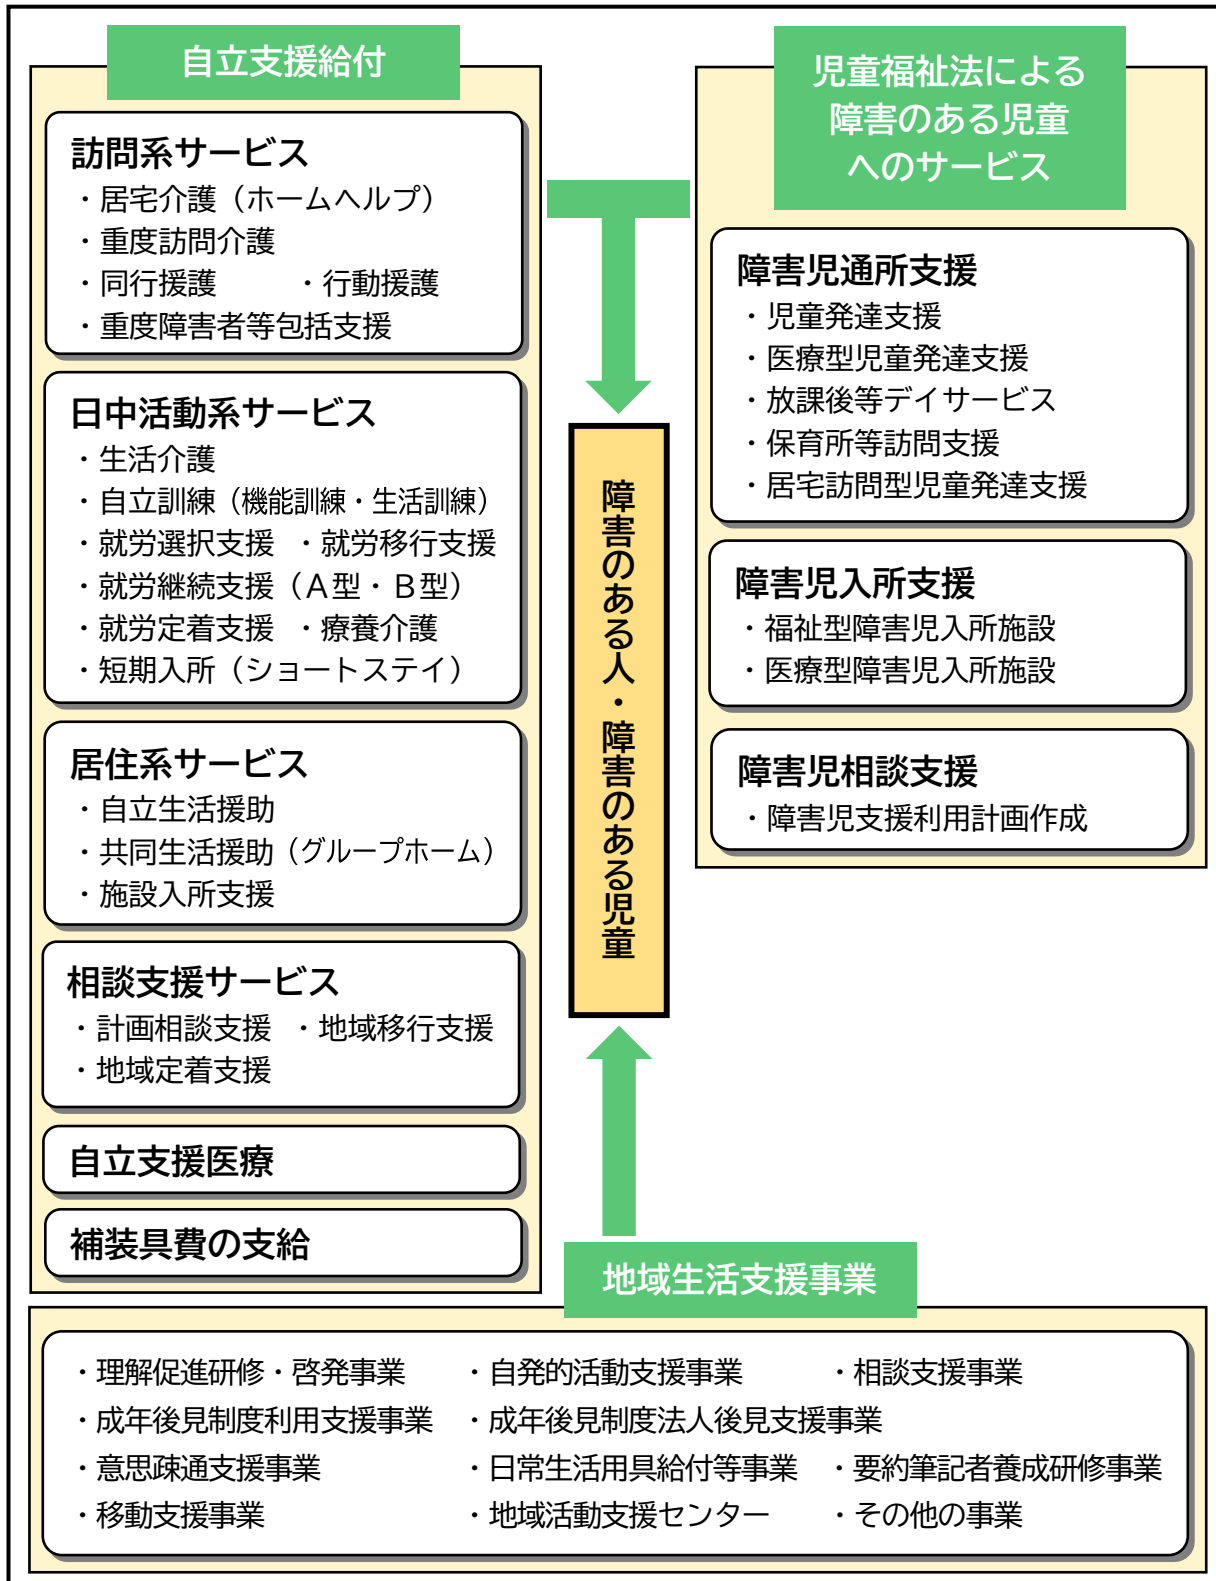 自立支援給付
訪問系サービス
・居宅介護（ホームヘルプ）
・重度訪問介護
・同行援護　・行動援護
・重度障害者等包括支援
日中活動系サービス
・生活介護
・自立訓練（機能訓練・生活訓練）
・就労選択支援　・就労移行支援
・就労継続支援（Ａ型・Ｂ型）
・就労定着支援　・療養介護
・短期入所（ショートステイ）
居住系サービス
・自立生活援助
・共同生活援助（グループホーム）
・施設入所支援
相談支援サービス
・計画相談支援　・地域移行支援
・地域定着支援
自立支援医療
補装具費の支給
障害のある人・障害のある児童
児童福祉法による
障害のある児童
へのサービス
障害児通所支援
・児童発達支援
・医療型児童発達支援
・放課後等デイサービス
・保育所等訪問支援
・居宅訪問型児童発達支援
障害児入所支援
・福祉型障害児入所施設
・医療型障害児入所施設
障害児相談支援
・障害児支援利用計画作成
地域生活支援事業
・理解促進研修・啓発事業　・自発的活動支援事業　・相談支援事業
・成年後見制度利用支援事業　・成年後見制度法人後見支援事業
・意思疎通支援事業　・日常生活用具給付等事業　・要約筆記者養成研修事業
・移動支援事業　・地域活動支援センター　・その他の事業